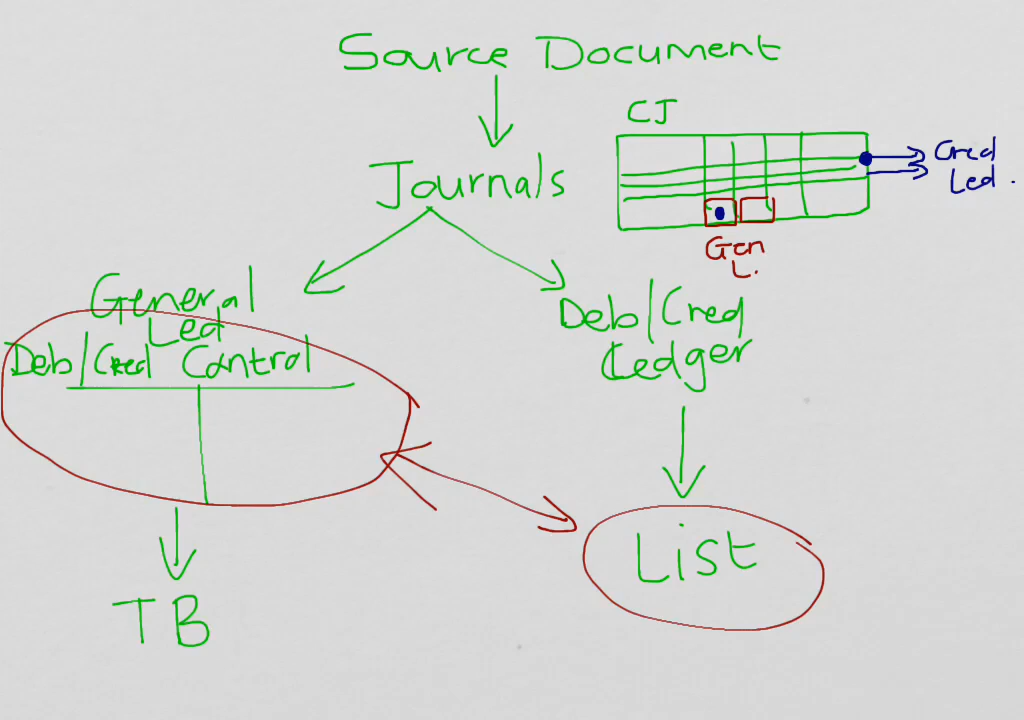 Source Document
CJ
Cred
Led.
Journals
Gen
L.
General
Led
Deb/Cred Control
Deb/Cred
Ledger
List
TB